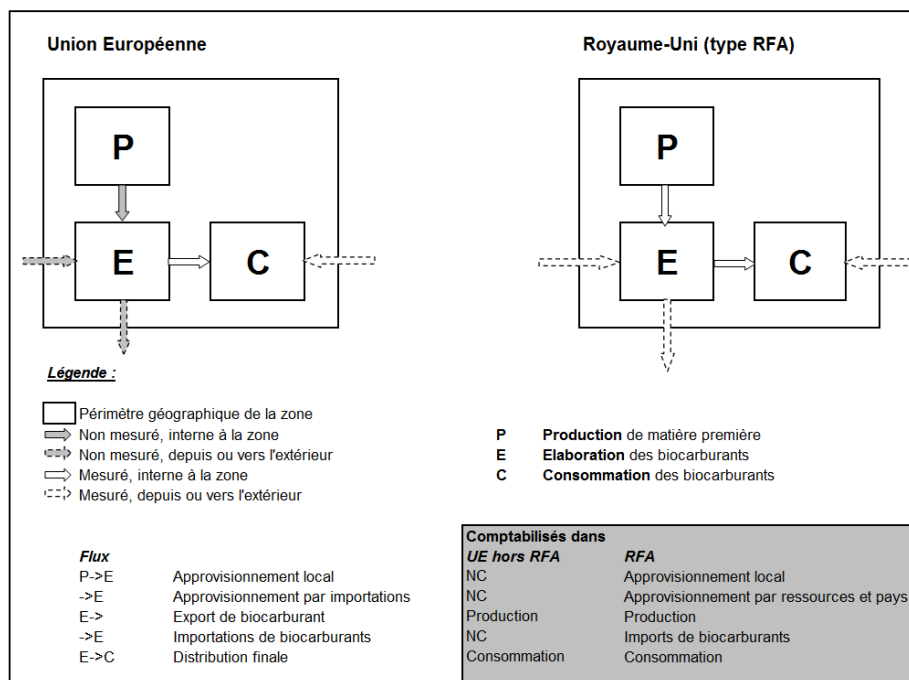 Union Européenne
Royaume-Uni (type RFA)
P
P
E
C
E
C
Légende :
Périmètre géographique de la zone
Non mesuré, interne à la zone
Non mesuré, depuis ou vers l'extérieur
Mesuré, interne à la zone
Mesuré, depuis ou vers l'extérieur
P Production de matière première
E Elaboration des biocarburants
C Consommation des biocarburants
Flux
P->E Approvisionnement local
->E Approvisionnement par importations
E-> Export de biocarburant
->E Importations de biocarburants
E->C Distribution finale
Comptabilisés dans
UE hors RFA RFA
NC Approvisionnement local
NC Approvisionnement par ressources et pays
Production Production
NC Imports de biocarburants
Consommation Consommation